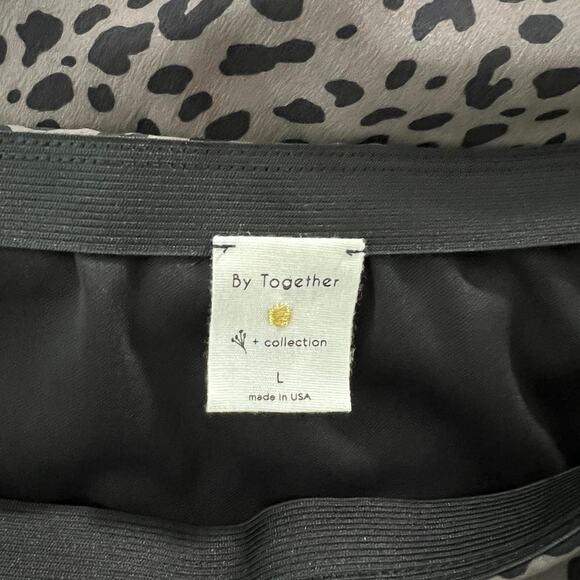 By Together
+ collection
L
made in USA